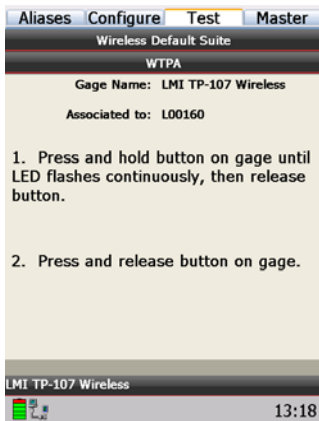 Aliases Configure Test Master
Wireless Default Suite
WTPA
Gage Name: LMI TP-107 Wireless
Associated to: L00160
1. Press and hold button on gage until
LED flashes continuously, then release
button.
2. Press and release button on gage.
LMI TP-107 Wireless
13:18